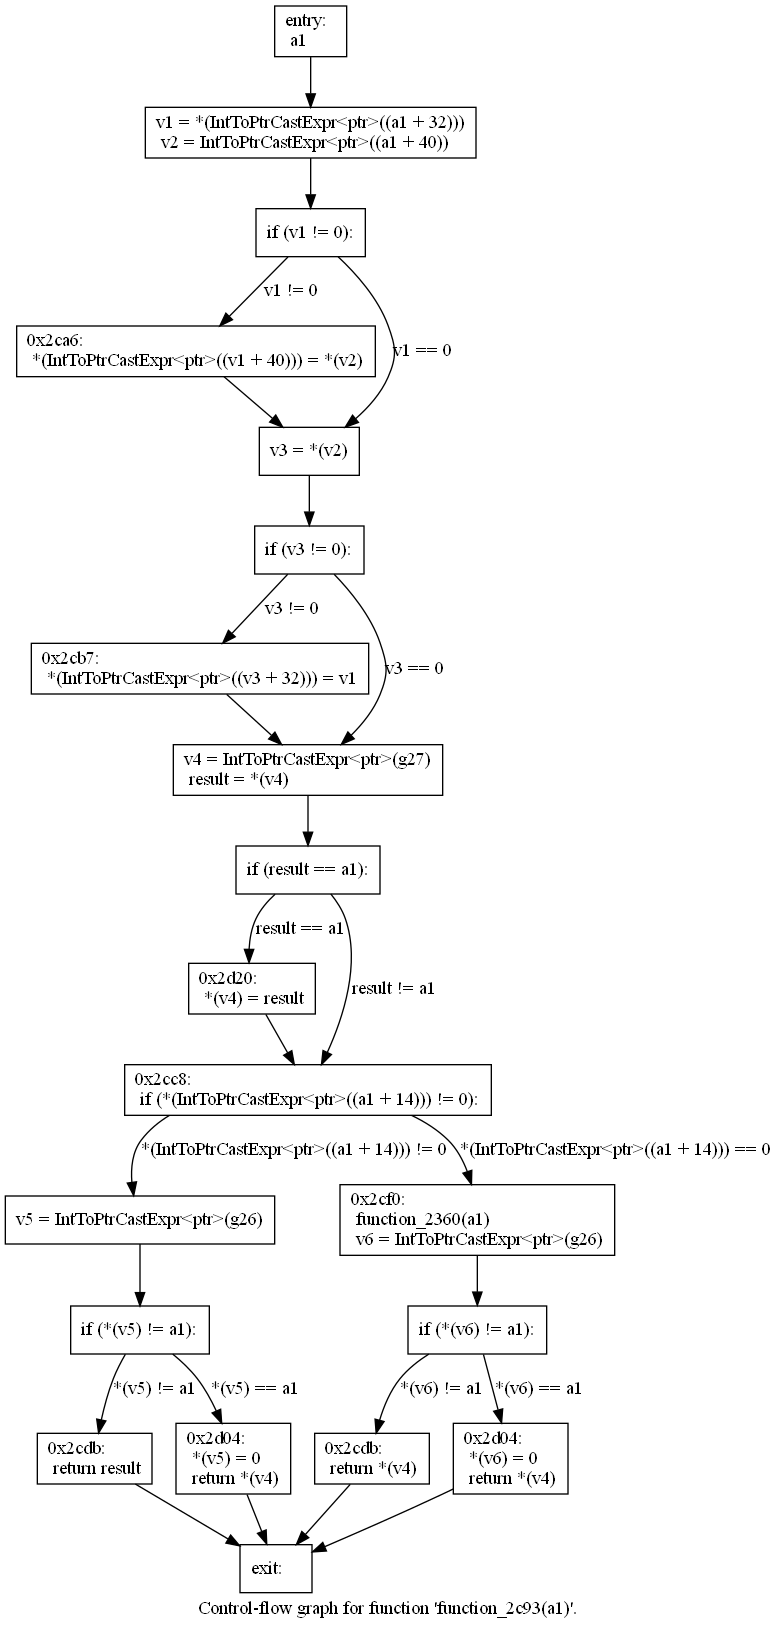 entry:
a1
v1 = *(IntToPtrCastExpr<ptr>((a1 + 32)))
v2 = IntToPtrCastExpr<ptr>((a1 + 40))
if (v1 != 0):
v1 != 0
0x2ca6:
*(IntToPtrCastExpr<ptr>((v1 + 40))) = *(v2)
v1 == 0
v3 = *(v2)
if (v3 != 0):
v3 != 0
0x2cb7:
*(IntToPtrCastExpr<ptr>((v3 + 32))) = v1
v3 == 0
v4 = IntToPtrCastExpr<ptr>(g27)
result = *(v4)
if (result == a1):
result == a1
0x2d20:
*(v4) = result
result != a1
0x2cc8:
if (*(IntToPtrCastExpr<ptr>((a1 + 14))) != 0):
*(IntToPtrCastExpr<ptr>((a1 + 14))) != 0
*(IntToPtrCastExpr<ptr>((a1 + 14))) == 0
v5 = IntToPtrCastExpr<ptr>(g26)
0x2cf0:
function_2360(a1)
v6 = IntToPtrCastExpr<ptr>(g26)
if (*(v5) != a1):
if (*(v6) != a1):
*(v5) != a1
*(v5) == a1
*(v6) != a1
*(v6) == a1
0x2cdb:
return result
0x2d04:
*(v5) = 0
return *(v4)
0x2cdb:
return *(v4)
0x2d04:
*(v6) = 0
return *(v4)
exit:
Control-flow graph for function 'function_2c93(a1)'.